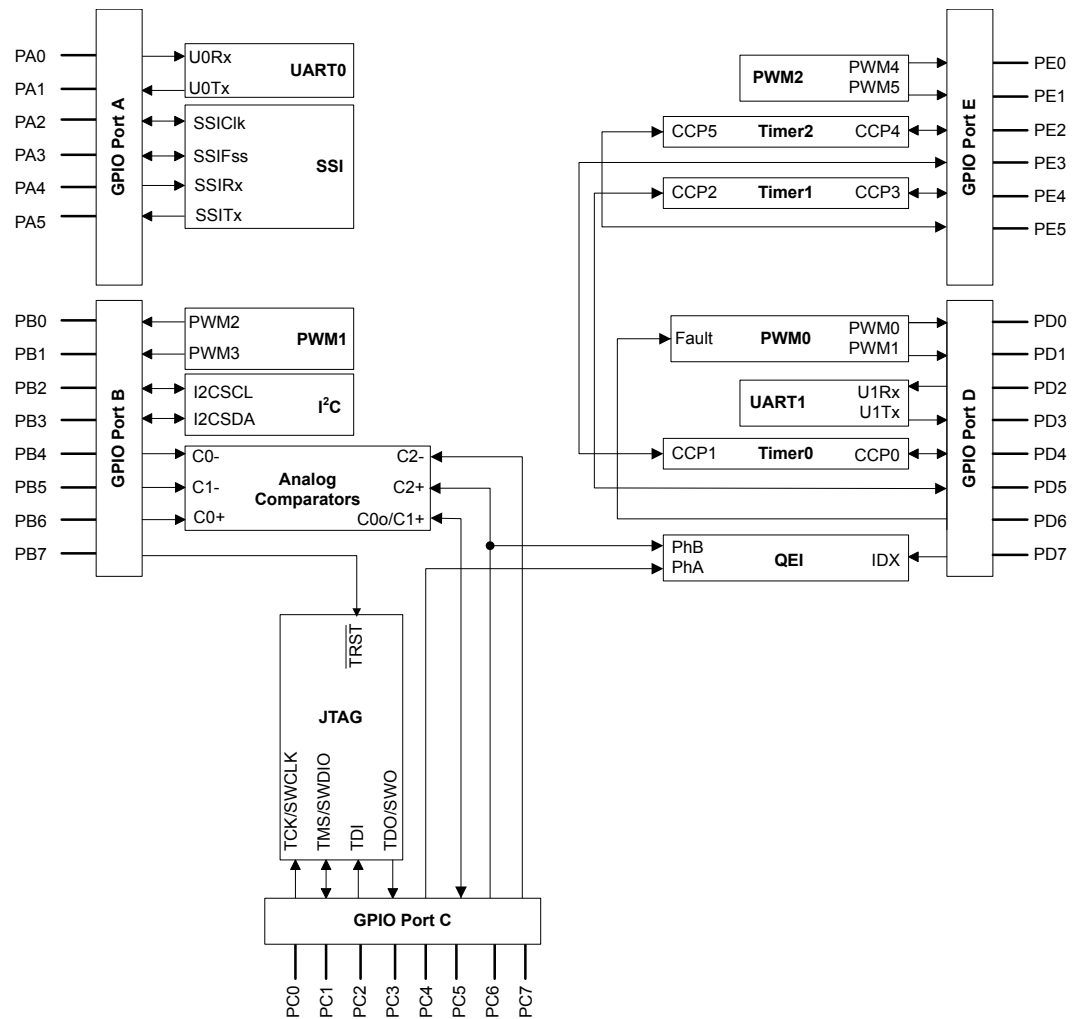 PA0
PA1
PA2
PA3
PA4
PA5
GPIO Port A
U0Rx
U0Tx
UART0
SSIClk
SSIFss
SSIRx
SSITx
SSI
PB0
PB1
PB2
PB3
PB4
PB5
PB6
PB7
GPIO Port B
PWM2
PWM3
PWM1
I2CSCL
I2CSDA
I²C
C0-
C1-
C0+
Analog
Comparators
C2-
C2+
C0o/C1+
TRST
JTAG
TCK/SWCLK
TMS/SWDIO
TDI
TDO/SWO
GPIO Port C
PC0
PC1
PC2
PC3
PC4
PC5
PC6
PC7
PWM2
PWM4
PWM5
CCP5 Timer2 CCP4
CCP2 Timer1 CCP3
GPIO Port E
PE0
PE1
PE2
PE3
PE4
PE5
Fault PWM0
PWM0
PWM1
UART1
U1Rx
U1Tx
CCP1 Timer0 CCP0
PhB
PhA
QEI
IDX
GPIO Port D
PD0
PD1
PD2
PD3
PD4
PD5
PD6
PD7